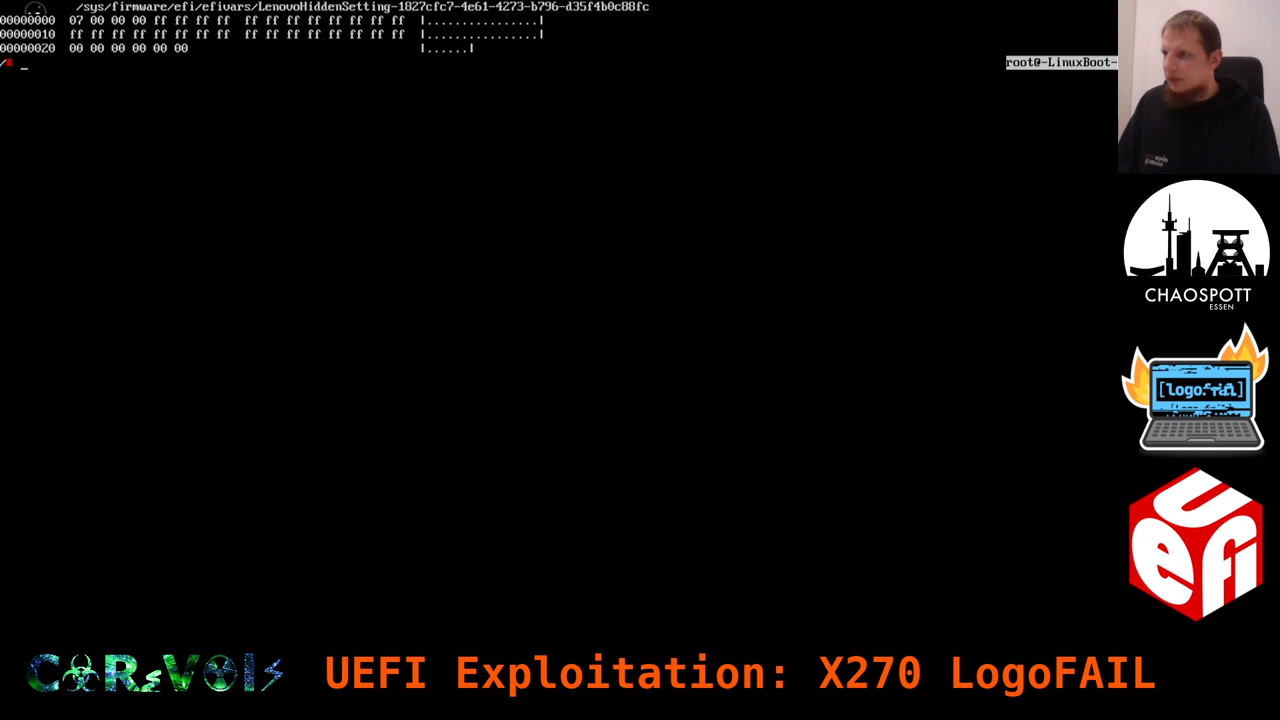 /sys/firmware/efi/efivars/LenovoHiddenSetting-1827cfc7-4e61-4273-b796-d35f4b0c88fc
00000000  07 00 00 00 ff ff ff ff  ff ff ff ff ff ff ff ff  |................|
00000010  ff ff ff ff ff ff ff ff  ff ff ff ff ff ff ff ff  |................|
00000020  00 00 00 00 00 00                                 |......|
/ _
root@-LinuxBoot-
CHAOSPOTT
ESSEN
[logofail]
UEFI
C0ReV0Is UEFI Exploitation: X270 LogoFAIL